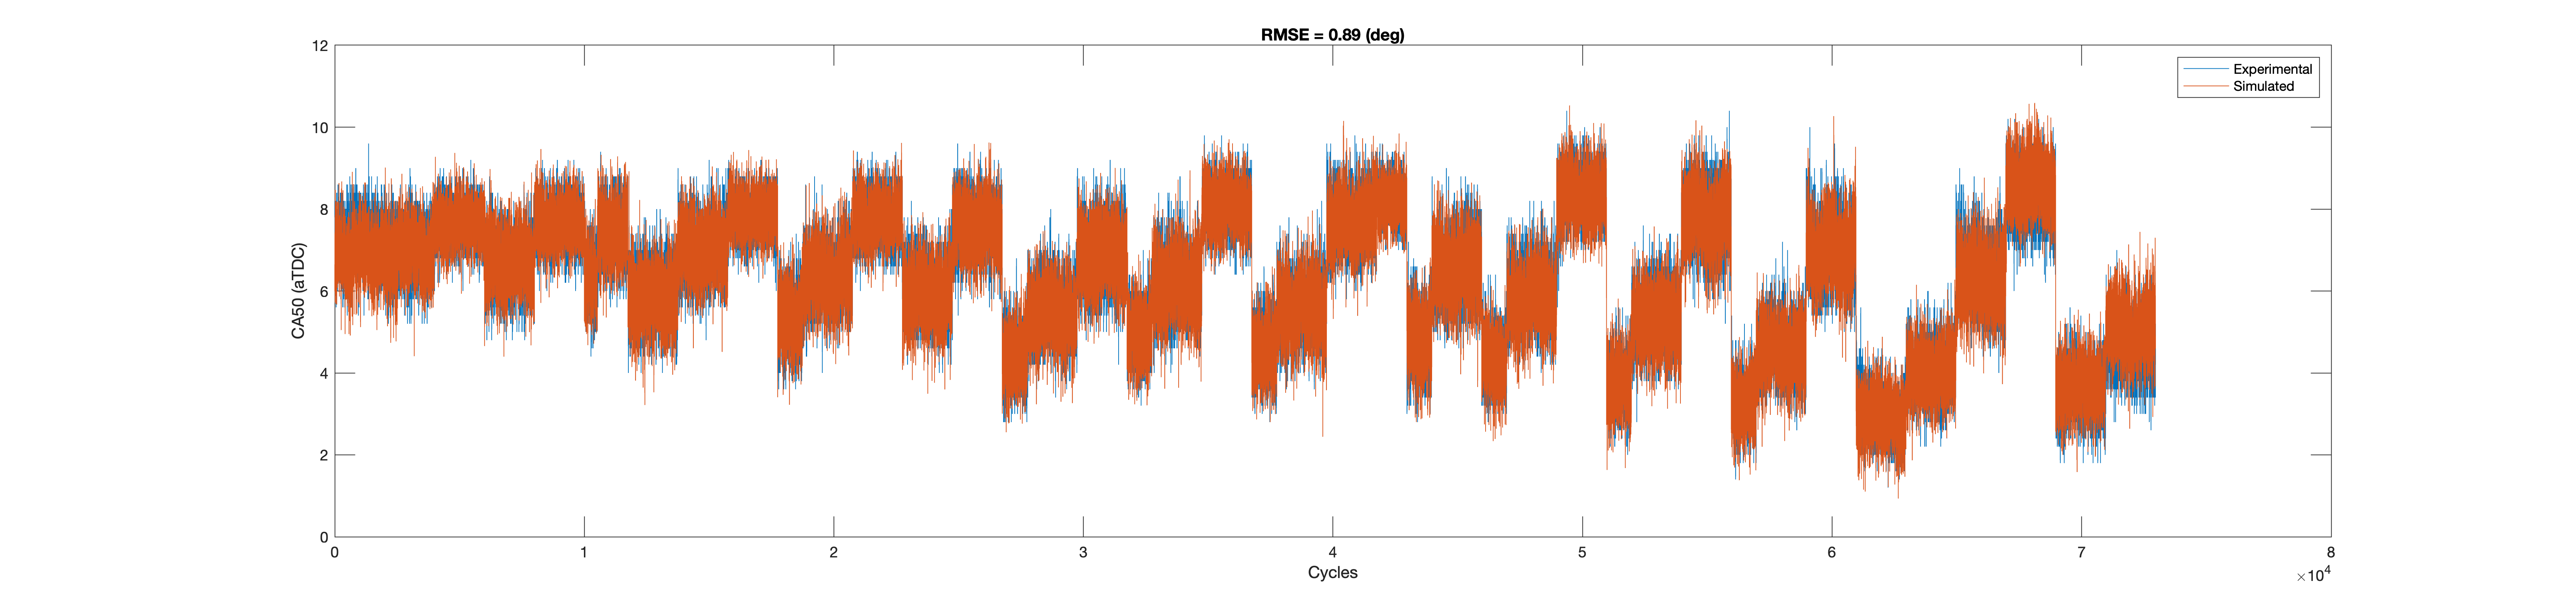 RMSE = 0.89 (deg)
12
10
8
6
4
2
0
CA50 (aTDC)
Experimental
Simulated
0 1 2 3 4 5 6 7 8
Cycles
×10⁴